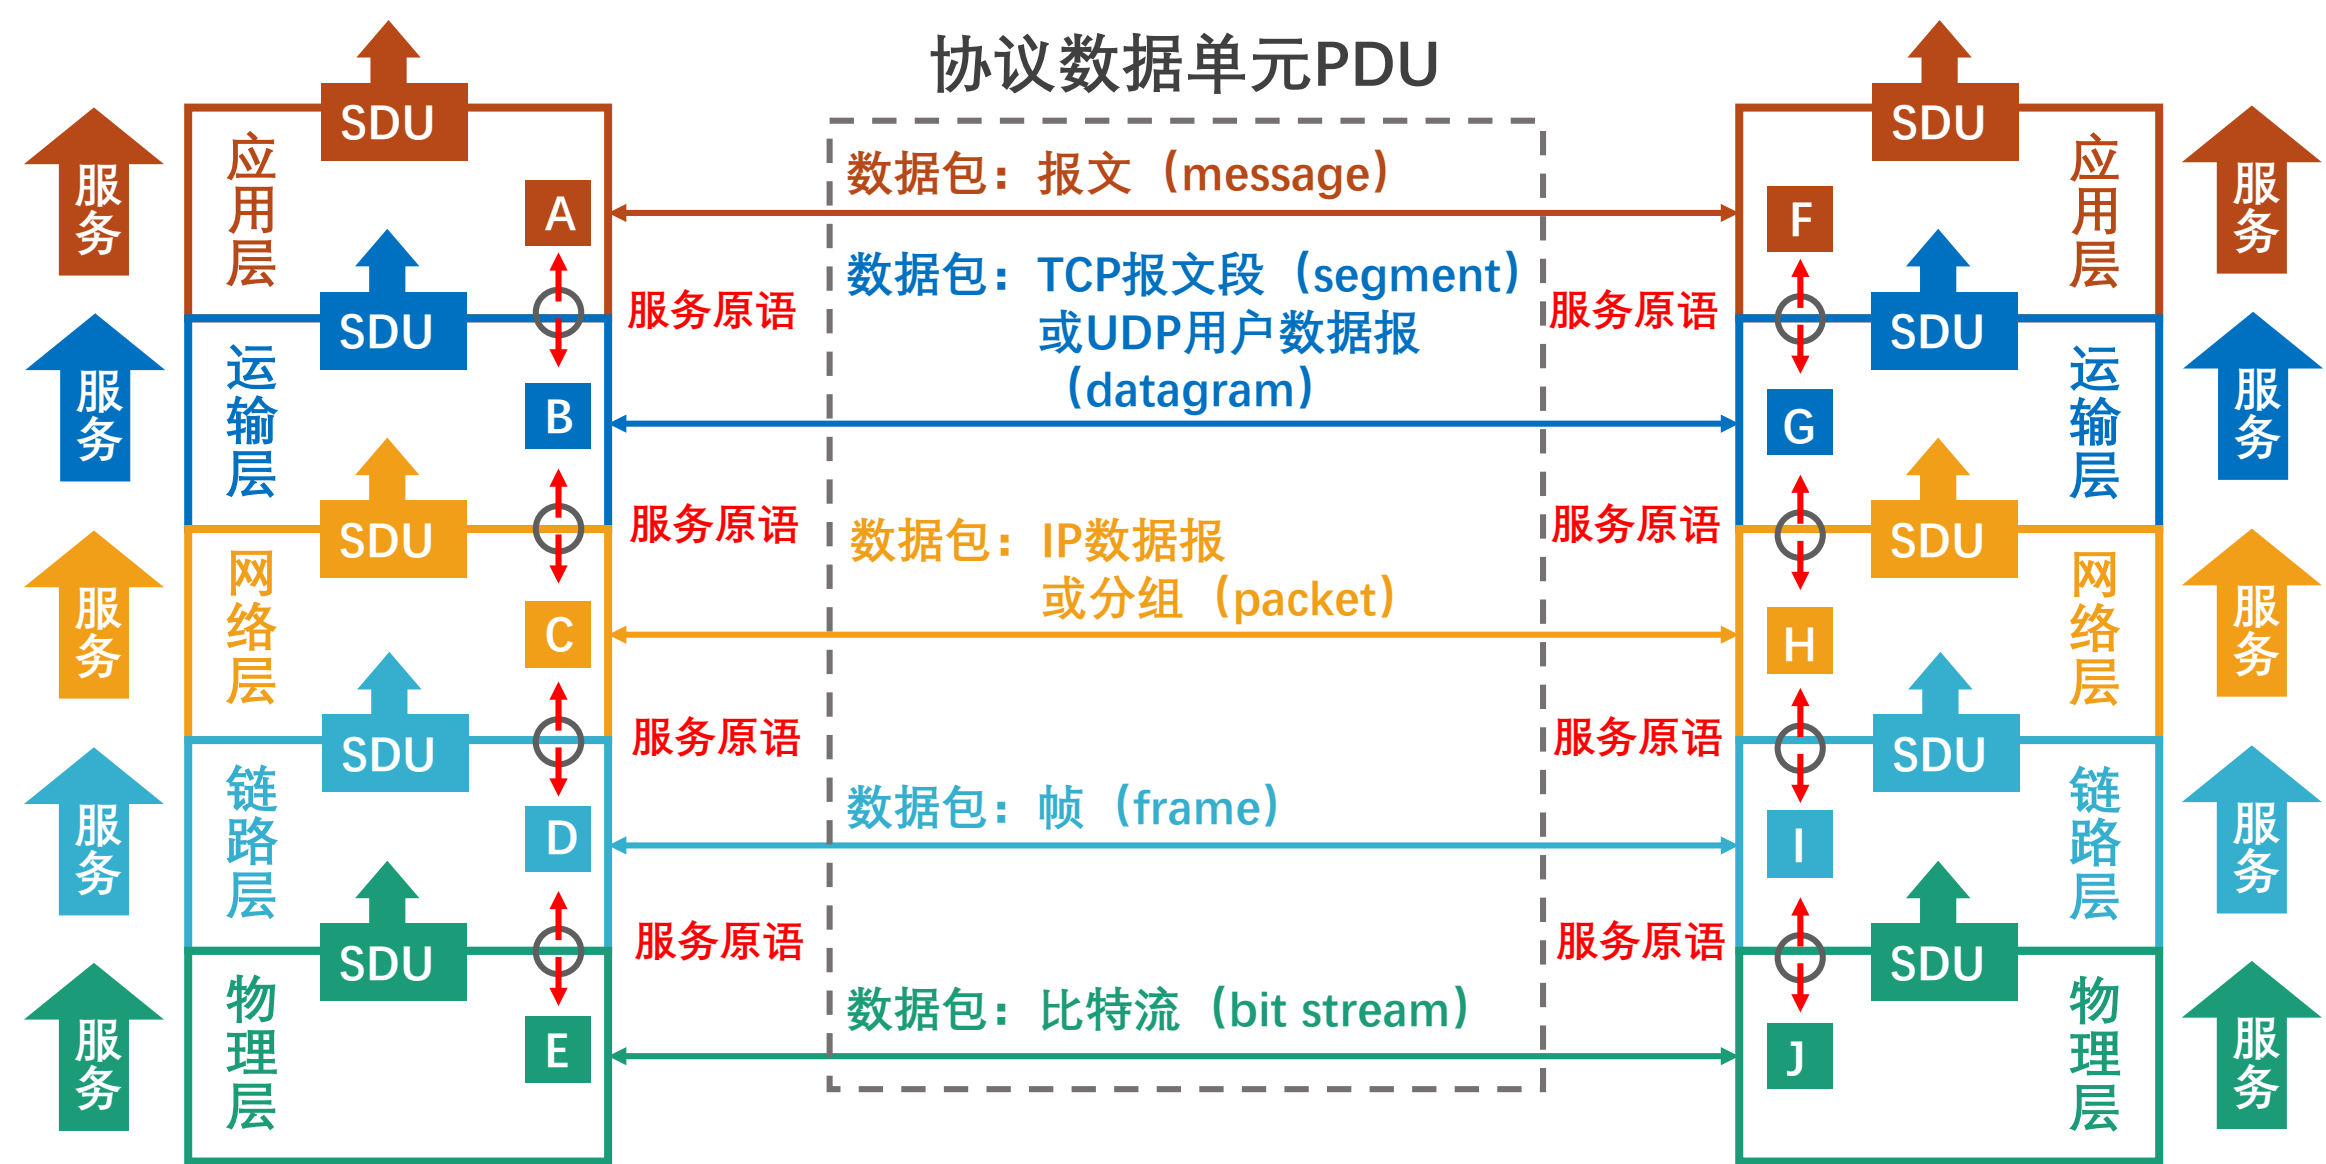 协议数据单元PDU
SDU
应用层
服务
A
数据包：报文（message）
SDU
应用层
服务
F
服务原语
数据包：TCP报文段（segment）
或UDP用户数据报
（datagram）
服务原语
SDU
运输层
服务
B
SDU
运输层
服务
G
服务原语
数据包：IP数据报
或分组（packet）
服务原语
SDU
网络层
服务
C
SDU
网络层
服务
H
服务原语
服务原语
SDU
链路层
服务
D
数据包：帧（frame）
SDU
链路层
服务
I
服务原语
服务原语
SDU
物理层
服务
E
数据包：比特流（bit stream）
SDU
物理层
服务
J